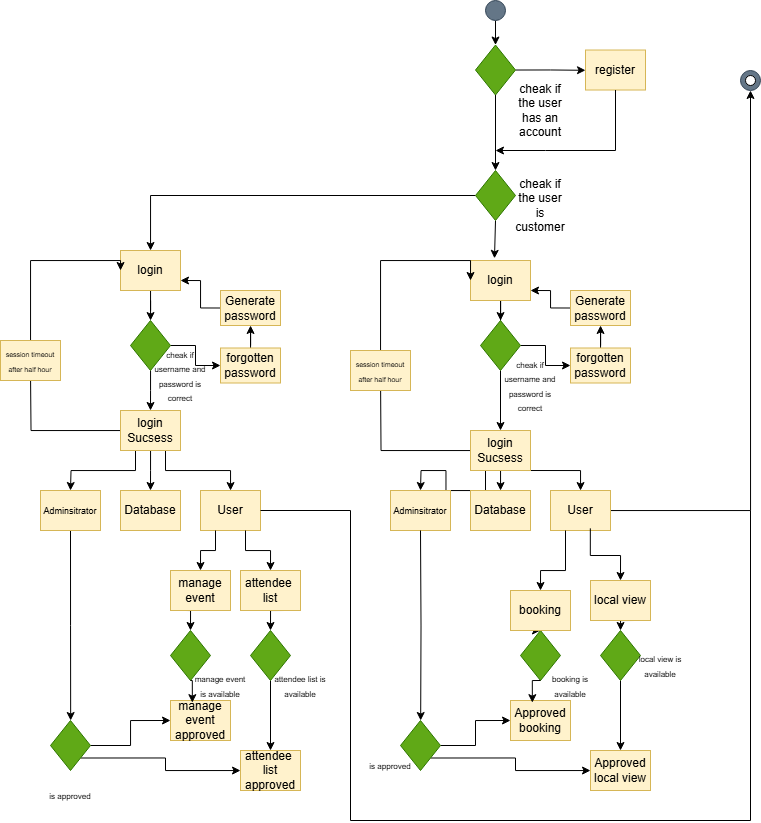 register
cheak if
the user
has an
account
cheak if
the user
is
customer
login
Generate
password
session timeout
after half hour
cheak if
username and
password is
correct
forgotten
password
login
Sucsess
Adminsitrator
Database
User
manage
event
attendee
list
manage event
is available
attendee list is
available
manage
event
approved
attendee
list
approved
is approved
login
Generate
password
session timeout
after half hour
cheak if
username and
password is
correct
forgotten
password
login
Sucsess
Adminsitrator
Database
User
booking
local view
booking is
available
local view is
available
Approved
booking
Approved
local view
is approved